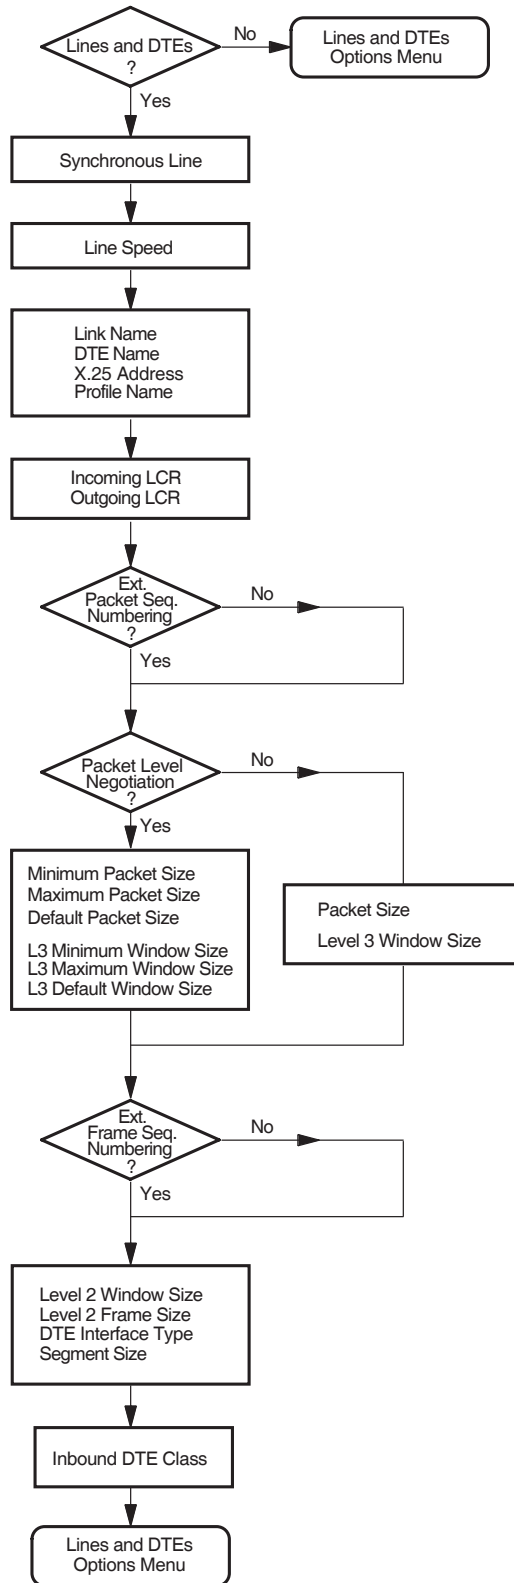 Lines and DTEs
?
No
Lines and DTEs
Options Menu
Yes
Synchronous Line
Line Speed
Link Name
DTE Name
X.25 Address
Profile Name
Incoming LCR
Outgoing LCR
Ext.
Packet Seq.
Numbering
?
No
Yes
Packet Level
Negotiation
?
No
Yes
Minimum Packet Size
Maximum Packet Size
Default Packet Size
L3 Minimum Window Size
L3 Maximum Window Size
L3 Default Window Size
Packet Size
Level 3 Window Size
Ext.
Frame Seq.
Numbering
?
No
Yes
Level 2 Window Size
Level 2 Frame Size
DTE Interface Type
Segment Size
Inbound DTE Class
Lines and DTEs
Options Menu